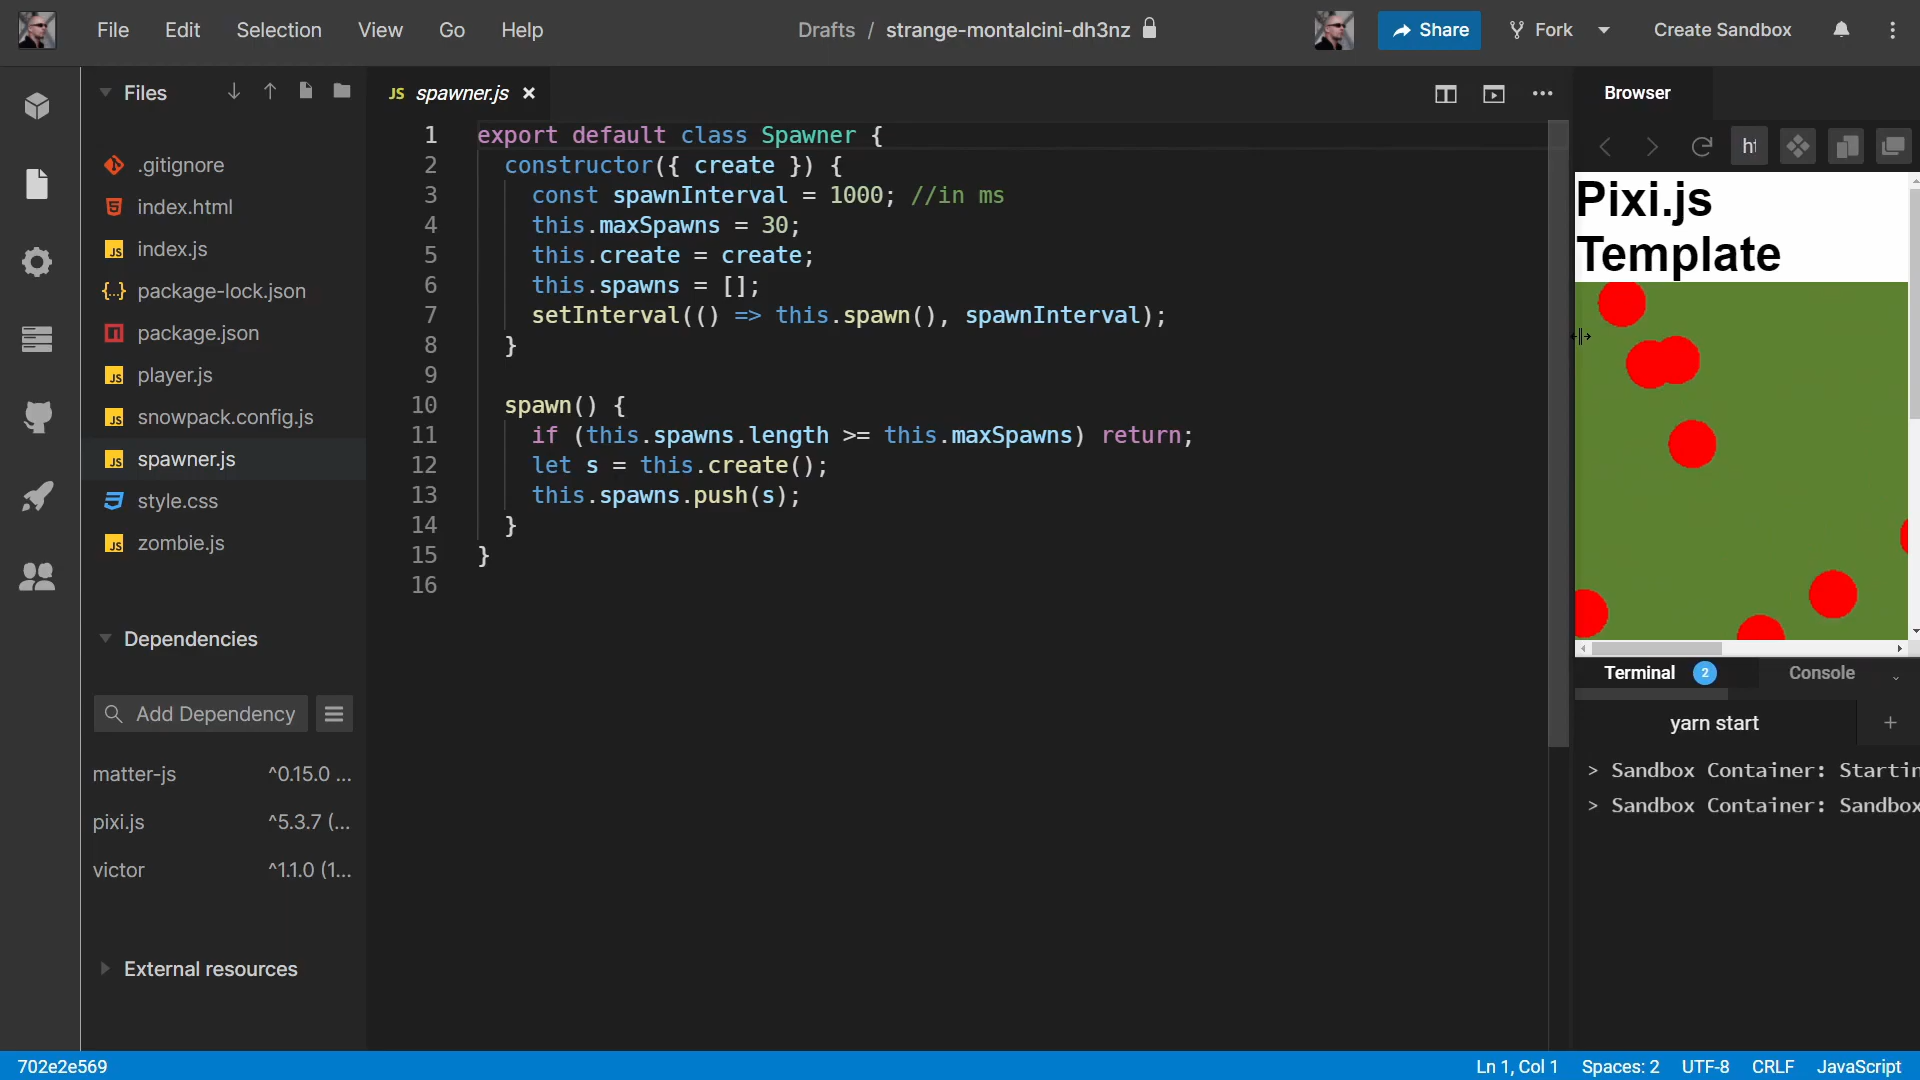 File Edit Selection View Go Help Drafts / strange-montalcini-dh3nz Share Fork Create Sandbox
Files
JS spawner.js ×
Browser
.gitignore
index.html
index.js
package-lock.json
package.json
player.js
snowpack.config.js
spawner.js
style.css
zombie.js
Dependencies
Add Dependency
matter-js ^0.15.0 ...
pixi.js ^5.3.7 (...
victor ^1.1.0 (1...
External resources
1 export default class Spawner {
2 constructor({ create }) {
3 const spawnInterval = 1000; //in ms
4 this.maxSpawns = 30;
5 this.create = create;
6 this.spawns = [];
7 setInterval(() => this.spawn(), spawnInterval);
8 }
9
10 spawn() {
11 if (this.spawns.length >= this.maxSpawns) return;
12 let s = this.create();
13 this.spawns.push(s);
14 }
15 }
16
ht
Pixi.js
Template
Terminal 2 Console
yarn start +
> Sandbox Container: Startin
> Sandbox Container: Sandbox
702e2e569 Ln 1, Col 1 Spaces: 2 UTF-8 CRLF JavaScript